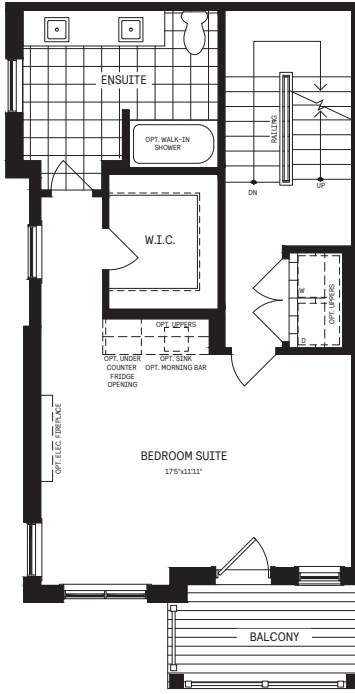 ENSUITE
OPT. WALK-IN
SHOWER
RAILING
DN
UP
W.I.C.
W
OPT. UPPERS
D
OPT. UPPERS
OPT. UNDER
COUNTER
FRIDGE
OPENING
OPT. SINK
OPT. MORNING BAR
OPT. ELEC. FIREPLACE
BEDROOM SUITE
17'5"x11'11"
BALCONY